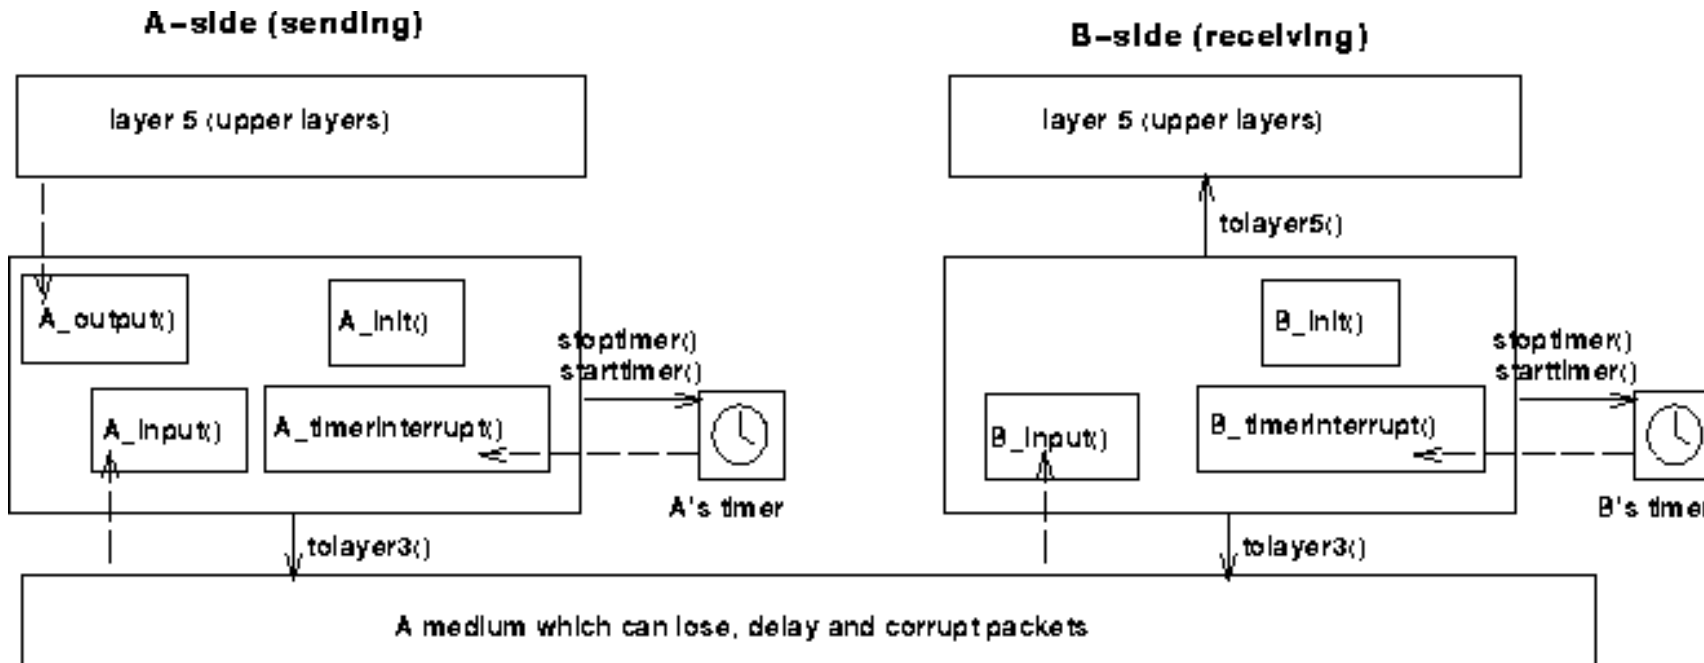 A-side (sending)
B-side (receiving)
layer 5 (upper layers)
layer 5 (upper layers)
tolayer5()
A_output()
A_init()
stoptimer()
starttimer()
B_init()
stoptimer()
starttimer()
A_input()
A_timerinterrupt()
B_input()
B_timerinterrupt()
A's timer
B's timer
tolayer3()
tolayer3()
A medium which can lose, delay and corrupt packets